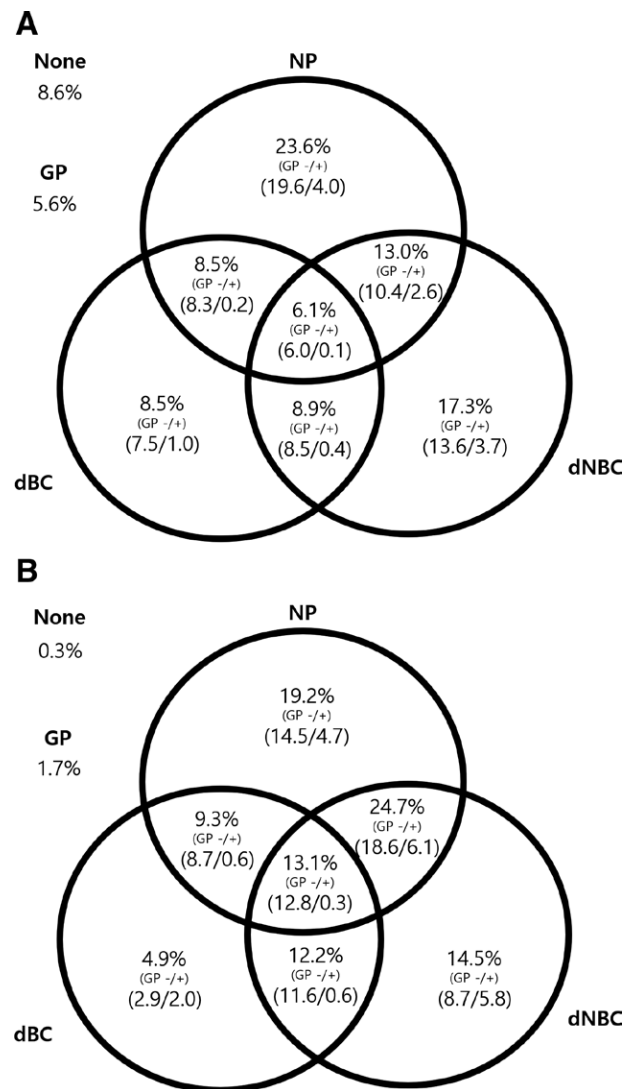 A
None
8.6%
NP
GP
5.6%
23.6%
(GP -/+)
(19.6/4.0)
8.5%
(GP -/+)
(8.3/0.2)
13.0%
(GP -/+)
(10.4/2.6)
6.1%
(GP -/+)
(6.0/0.1)
8.5%
(GP -/+)
(7.5/1.0)
8.9%
(GP -/+)
(8.5/0.4)
17.3%
(GP -/+)
(13.6/3.7)
dBC
dNBC
B
None
0.3%
NP
GP
1.7%
19.2%
(GP -/+)
(14.5/4.7)
9.3%
(GP -/+)
(8.7/0.6)
24.7%
(GP -/+)
(18.6/6.1)
13.1%
(GP -/+)
(12.8/0.3)
4.9%
(GP -/+)
(2.9/2.0)
12.2%
(GP -/+)
(11.6/0.6)
14.5%
(GP -/+)
(8.7/5.8)
dBC
dNBC